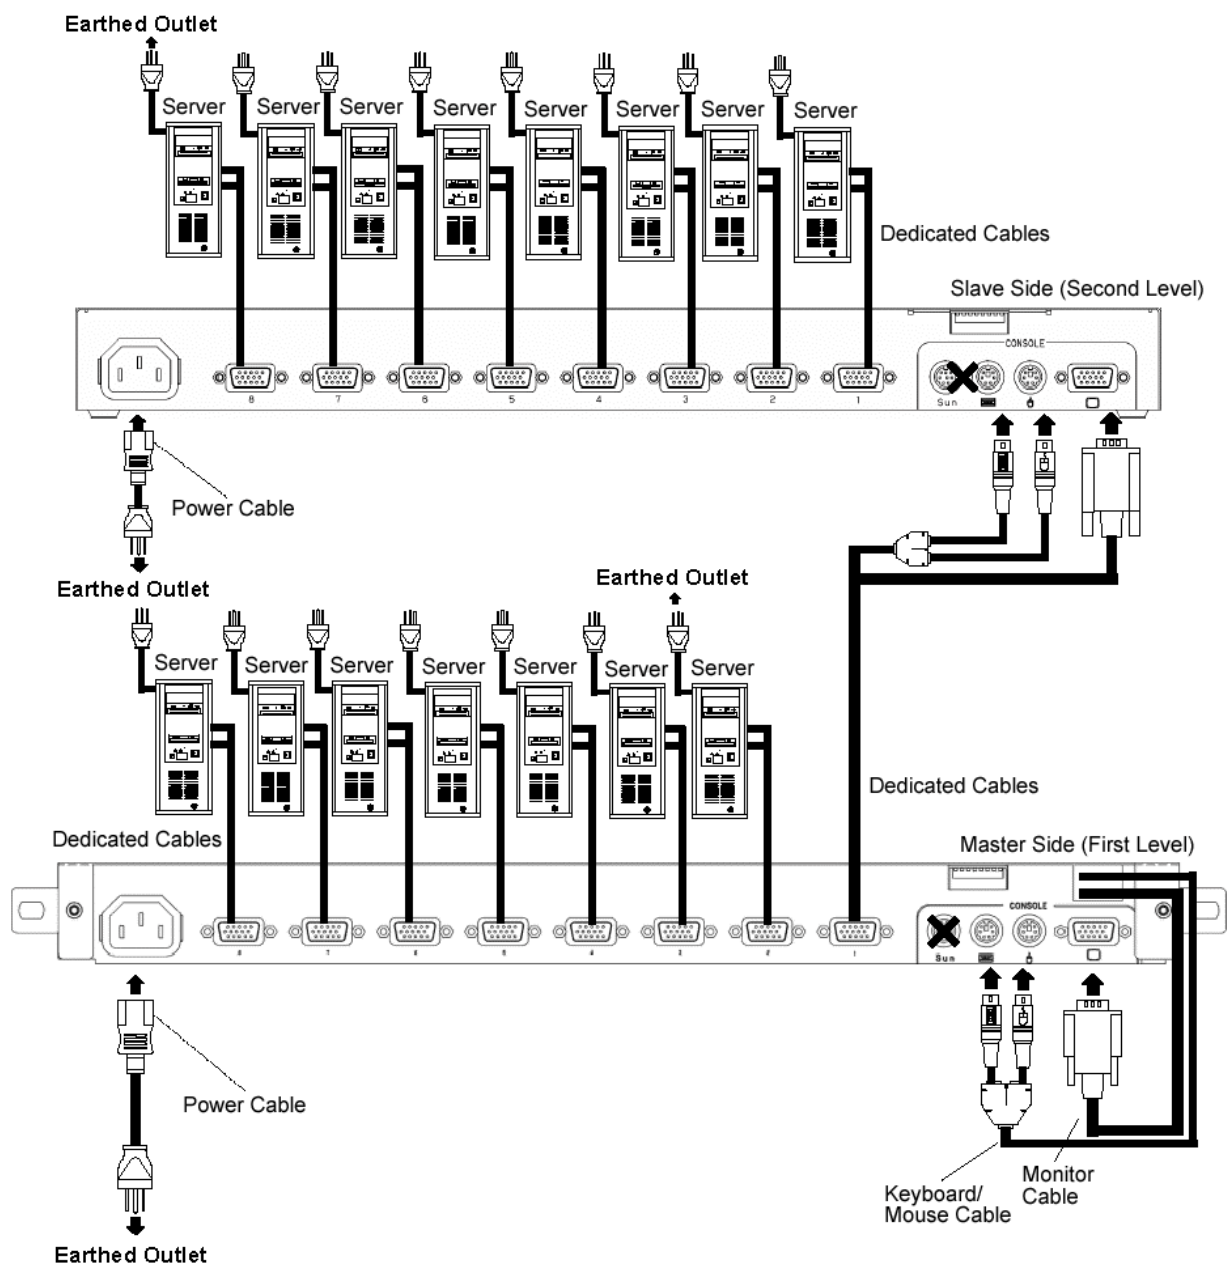 Earthed Outlet
Server Server Server Server Server Server Server Server
Dedicated Cables
Slave Side (Second Level)
CONSOLE
8 7 6 5 4 3 2 1
Sun
Power Cable
Earthed Outlet
Earthed Outlet
Server Server Server Server Server Server Server
Dedicated Cables
Dedicated Cables
Master Side (First Level)
CONSOLE
7
2 1
Sun
Power Cable
Monitor
Cable
Keyboard/
Mouse Cable
Earthed Outlet